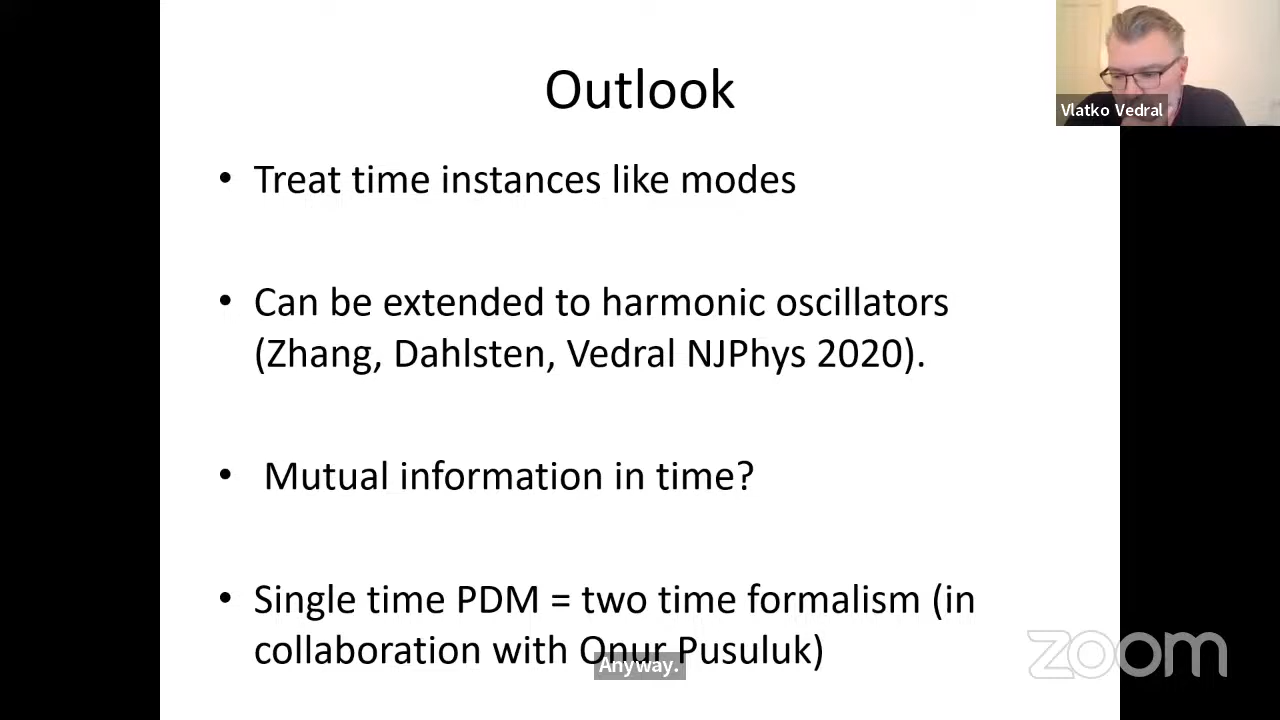 Outlook
Vlatko Vedral
• Treat time instances like modes
• Can be extended to harmonic oscillators
(Zhang, Dahlsten, Vedral NJPhys 2020).
• Mutual information in time?
• Single time PDM = two time formalism (in
collaboration with Onur Pusuluk)
Anyway.
zoom